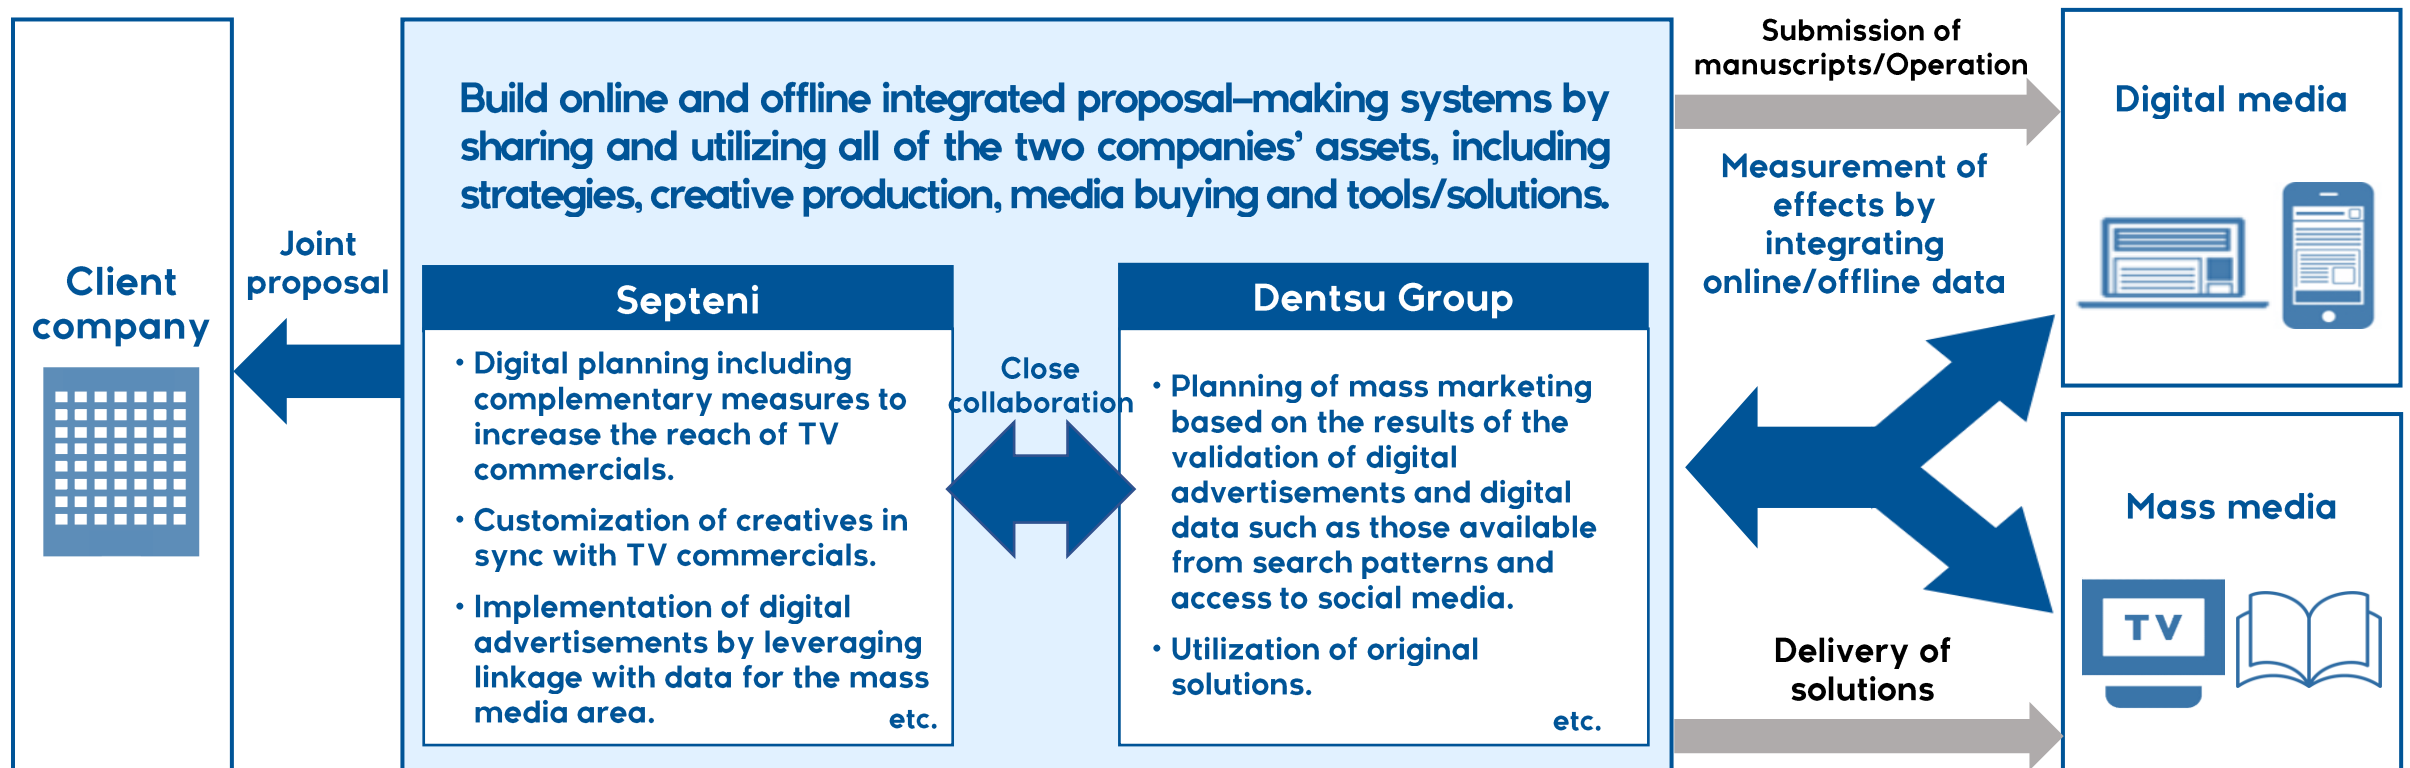 Client
company
Joint
proposal
Build online and offline integrated proposal–making systems by
sharing and utilizing all of the two companies’ assets, including
strategies, creative production, media buying and tools/solutions.
Septeni
• Digital planning including
complementary measures to
increase the reach of TV
commercials.
• Customization of creatives in
sync with TV commercials.
• Implementation of digital
advertisements by leveraging
linkage with data for the mass
media area.
etc.
Close
collaboration
Dentsu Group
• Planning of mass marketing
based on the results of the
validation of digital
advertisements and digital
data such as those available
from search patterns and
access to social media.
• Utilization of original
solutions.
etc.
Submission of
manuscripts/Operation
Measurement of
effects by
integrating
online/offline data
Delivery of
solutions
Digital media
Mass media
TV